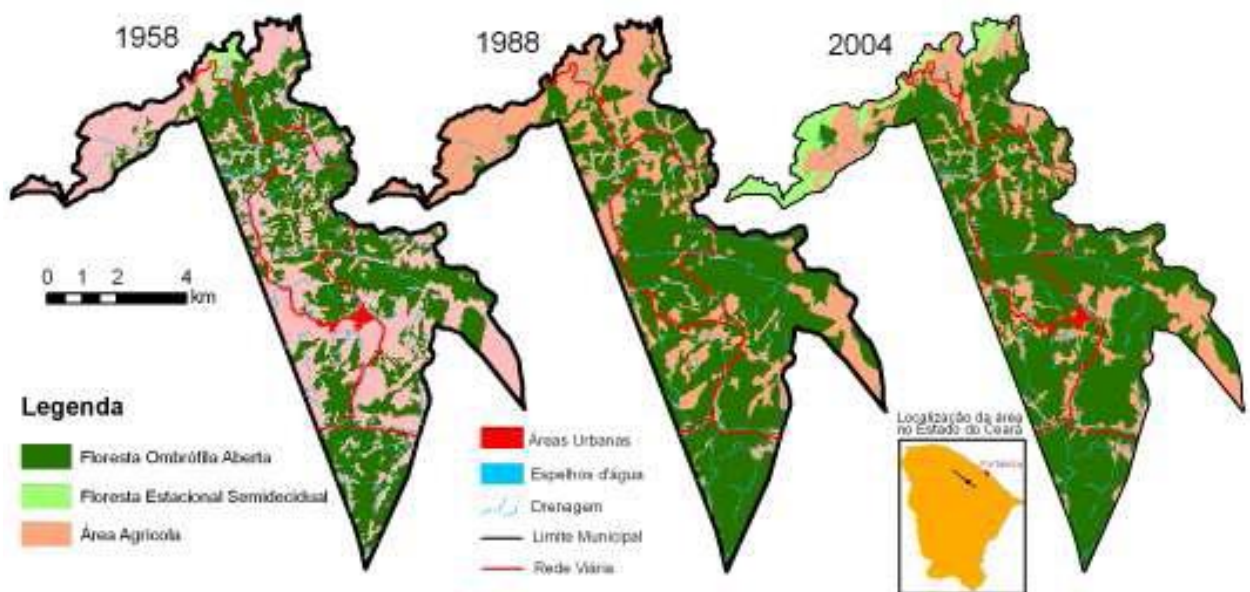 1958
1988
2004
0 1 2 4
km
Legenda
Floresta Ombrófila Aberta
Floresta Estacional Semidecidual
Área Agrícola
Áreas Urbanas
Espelhos d'água
Drenagem
Limite Municipal
Rede Viária
Localização da área
no Estado do Ceará
Fortaleza